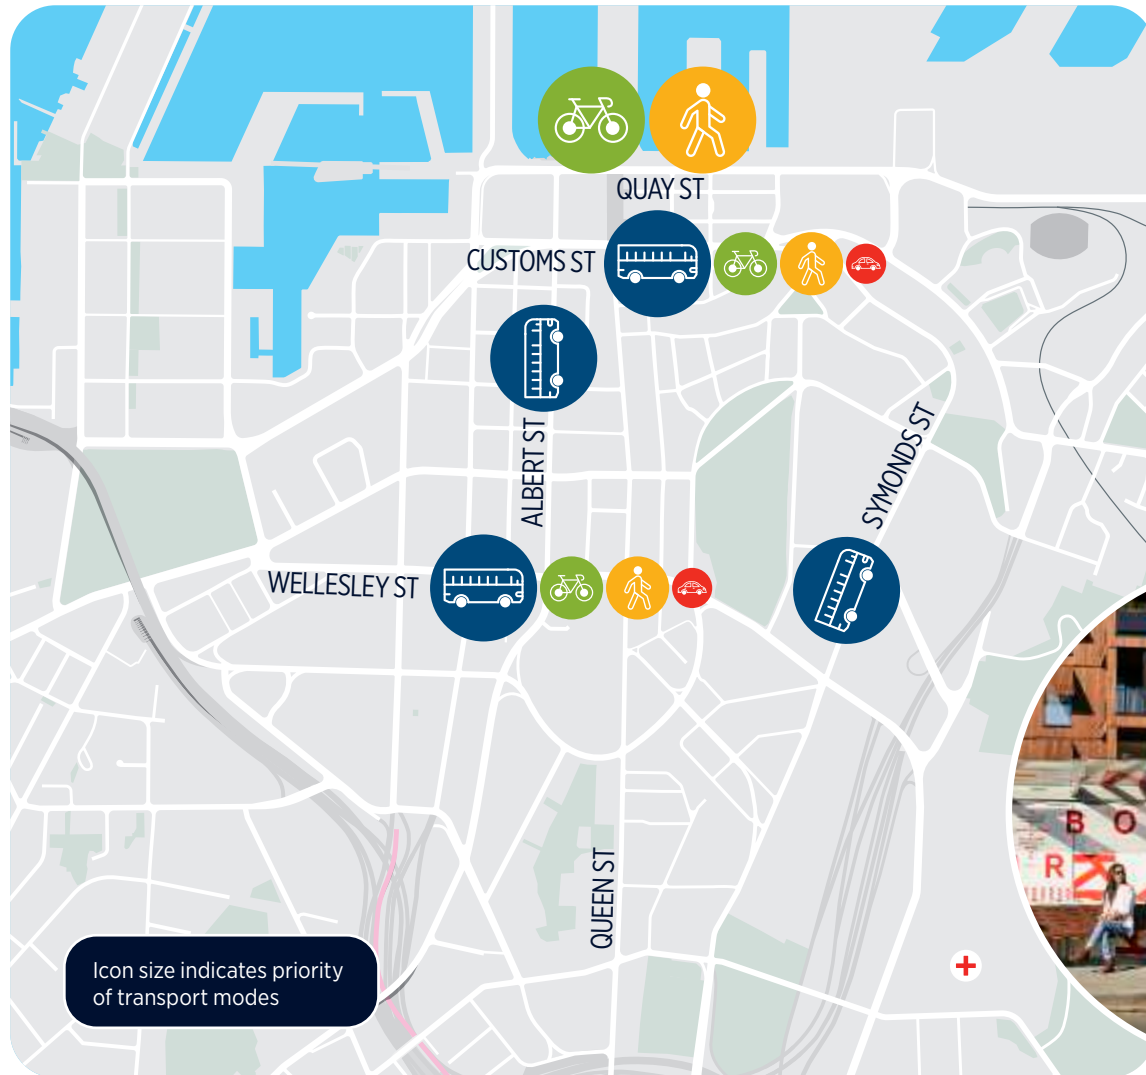 QUAY ST
CUSTOMS ST
ALBERT ST
SYMONDS ST
WELLESLEY ST
QUEEN ST
B O
R K
Icon size indicates priority
of transport modes